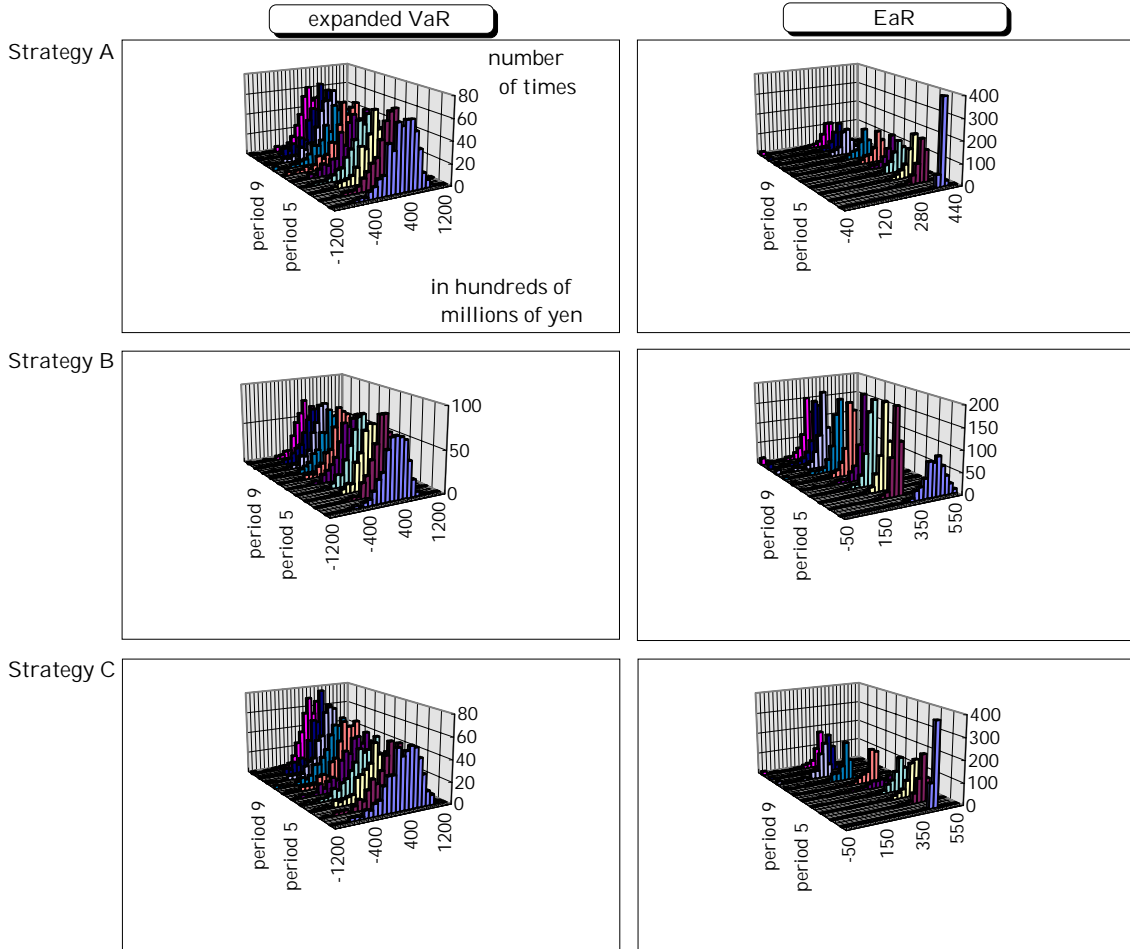 expanded VaR
EaR
Strategy A
number
of times
80
60
40
20
0
period 9
period 5
-1200
-400
400
1200
in hundreds of
millions of yen
400
300
200
100
0
period 9
period 5
-40
120
280
440
Strategy B
100
50
0
period 9
period 5
-1200
-400
400
1200
200
150
100
50
0
period 9
period 5
-50
150
350
550
Strategy C
80
60
40
20
0
period 9
period 5
-1200
-400
400
1200
400
300
200
100
0
period 9
period 5
-50
150
350
550